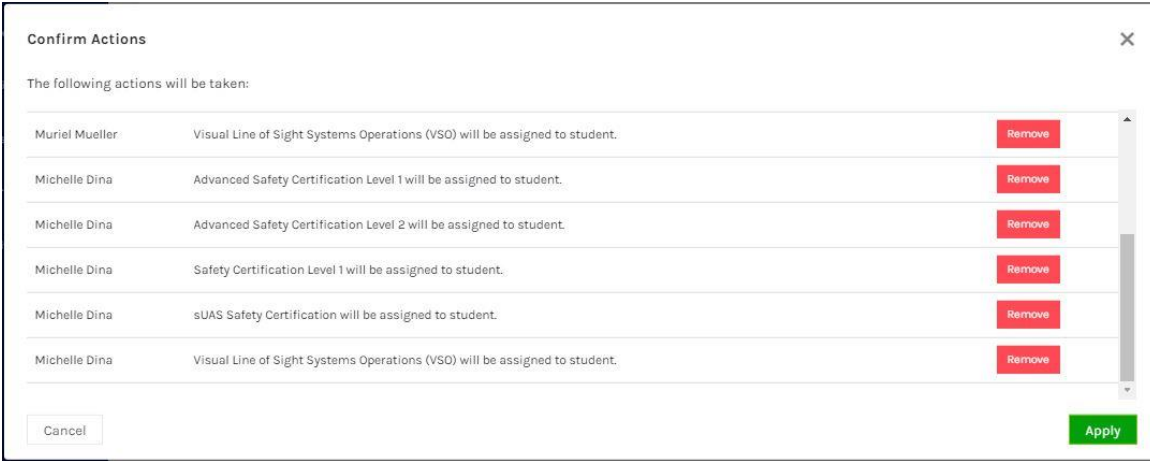 Confirm Actions
The following actions will be taken:
Muriel Mueller Visual Line of Sight Systems Operations (VSO) will be assigned to student. Remove
Michelle Dina Advanced Safety Certification Level 1 will be assigned to student. Remove
Michelle Dina Advanced Safety Certification Level 2 will be assigned to student. Remove
Michelle Dina Safety Certification Level 1 will be assigned to student. Remove
Michelle Dina sUAS Safety Certification will be assigned to student. Remove
Michelle Dina Visual Line of Sight Systems Operations (VSO) will be assigned to student. Remove
Cancel Apply